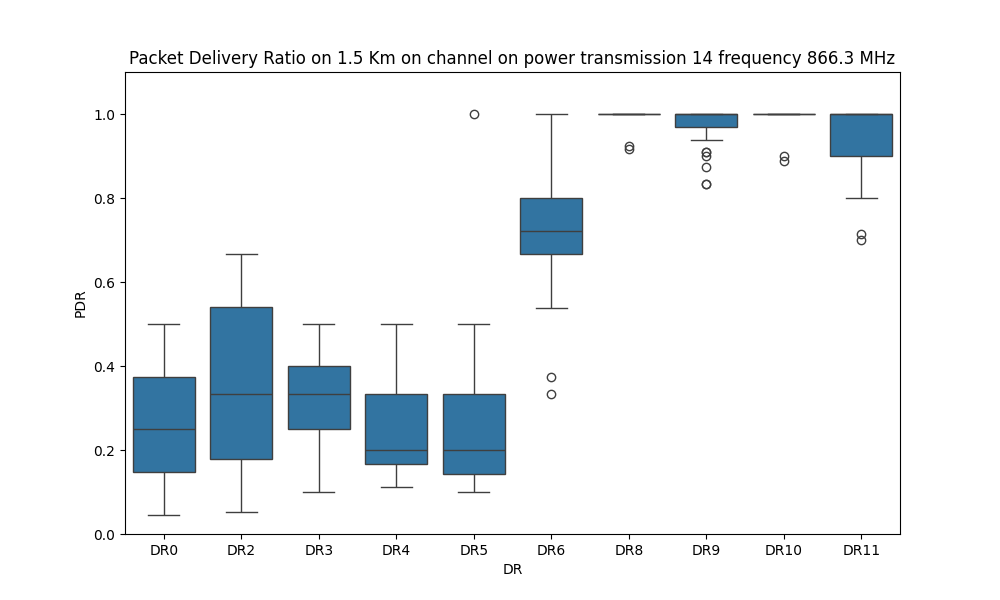 Packet Delivery Ratio on 1.5 Km on channel on power transmission 14 frequency 866.3 MHz
1.0
0.8
0.6
0.4
0.2
0.0
PDR
DR0 DR2 DR3 DR4 DR5 DR6 DR8 DR9 DR10 DR11
DR